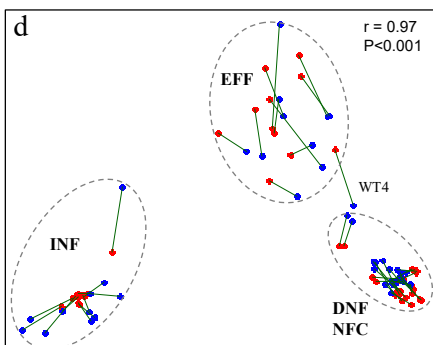 d
r = 0.97
P<0.001
EFF
WT4
INF
DNF
NFC